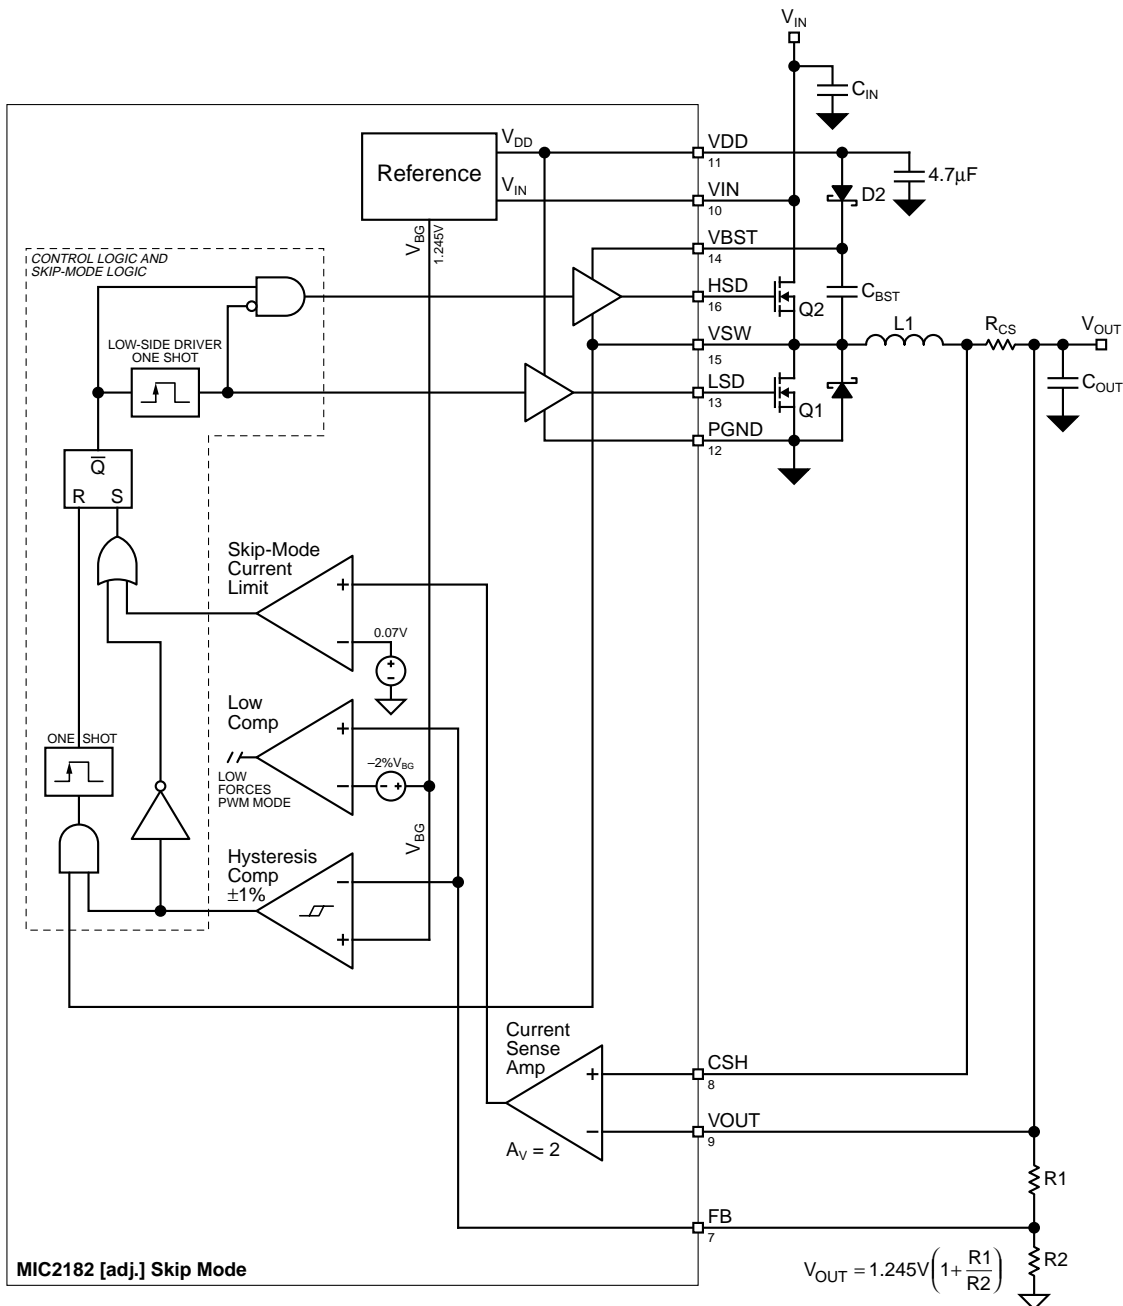 V_IN
C_IN
V_DD
VDD
11
4.7µF
Reference
V_IN
VIN
10
D2
V_BG
1.245V
VBST
14
CONTROL LOGIC AND
SKIP-MODE LOGIC
HSD
16
Q2
C_BST
LOW-SIDE DRIVER
ONE SHOT
VSW
15
L1
R_CS
V_OUT
LSD
13
Q1
C_OUT
PGND
12
Q̅
R S
Skip-Mode
Current
Limit
+
−
0.07V
+
−
Low
Comp
+
−
−2%V_BG
− +
LOW
FORCES
PWM MODE
ONE SHOT
V_BG
Hysteresis
Comp
±1%
−
+
Current
Sense
Amp
+
−
A_V = 2
CSH
8
VOUT
9
R1
FB
7
R2
MIC2182 [adj.] Skip Mode
V_OUT = 1.245V(1+R1/R2)